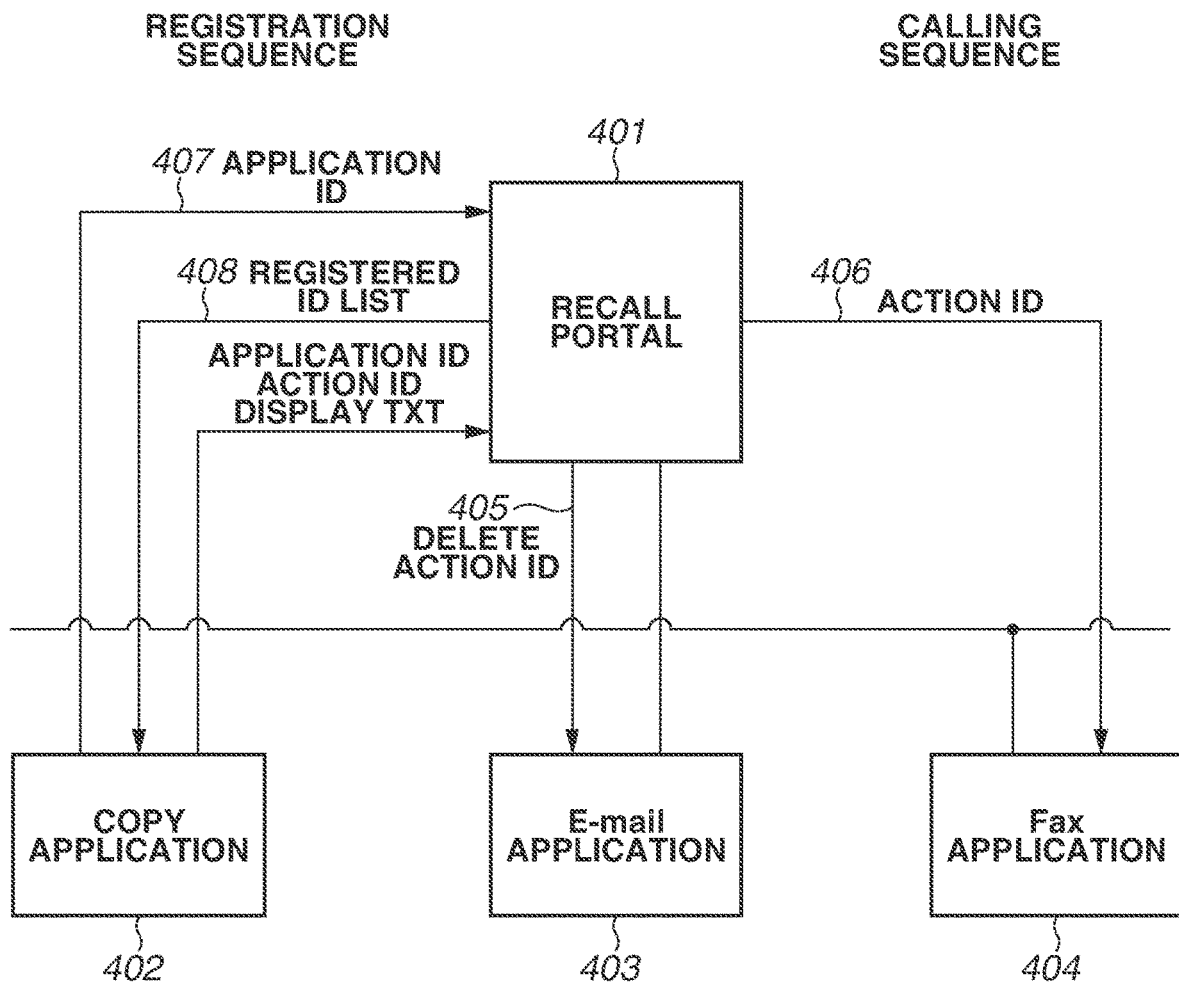 REGISTRATION
SEQUENCE
CALLING
SEQUENCE
401
407 APPLICATION
ID
408 REGISTERED
ID LIST
406
ACTION ID
RECALL
PORTAL
APPLICATION ID
ACTION ID
DISPLAY TXT
405
DELETE
ACTION ID
COPY
APPLICATION
E-mail
APPLICATION
Fax
APPLICATION
402
403
404